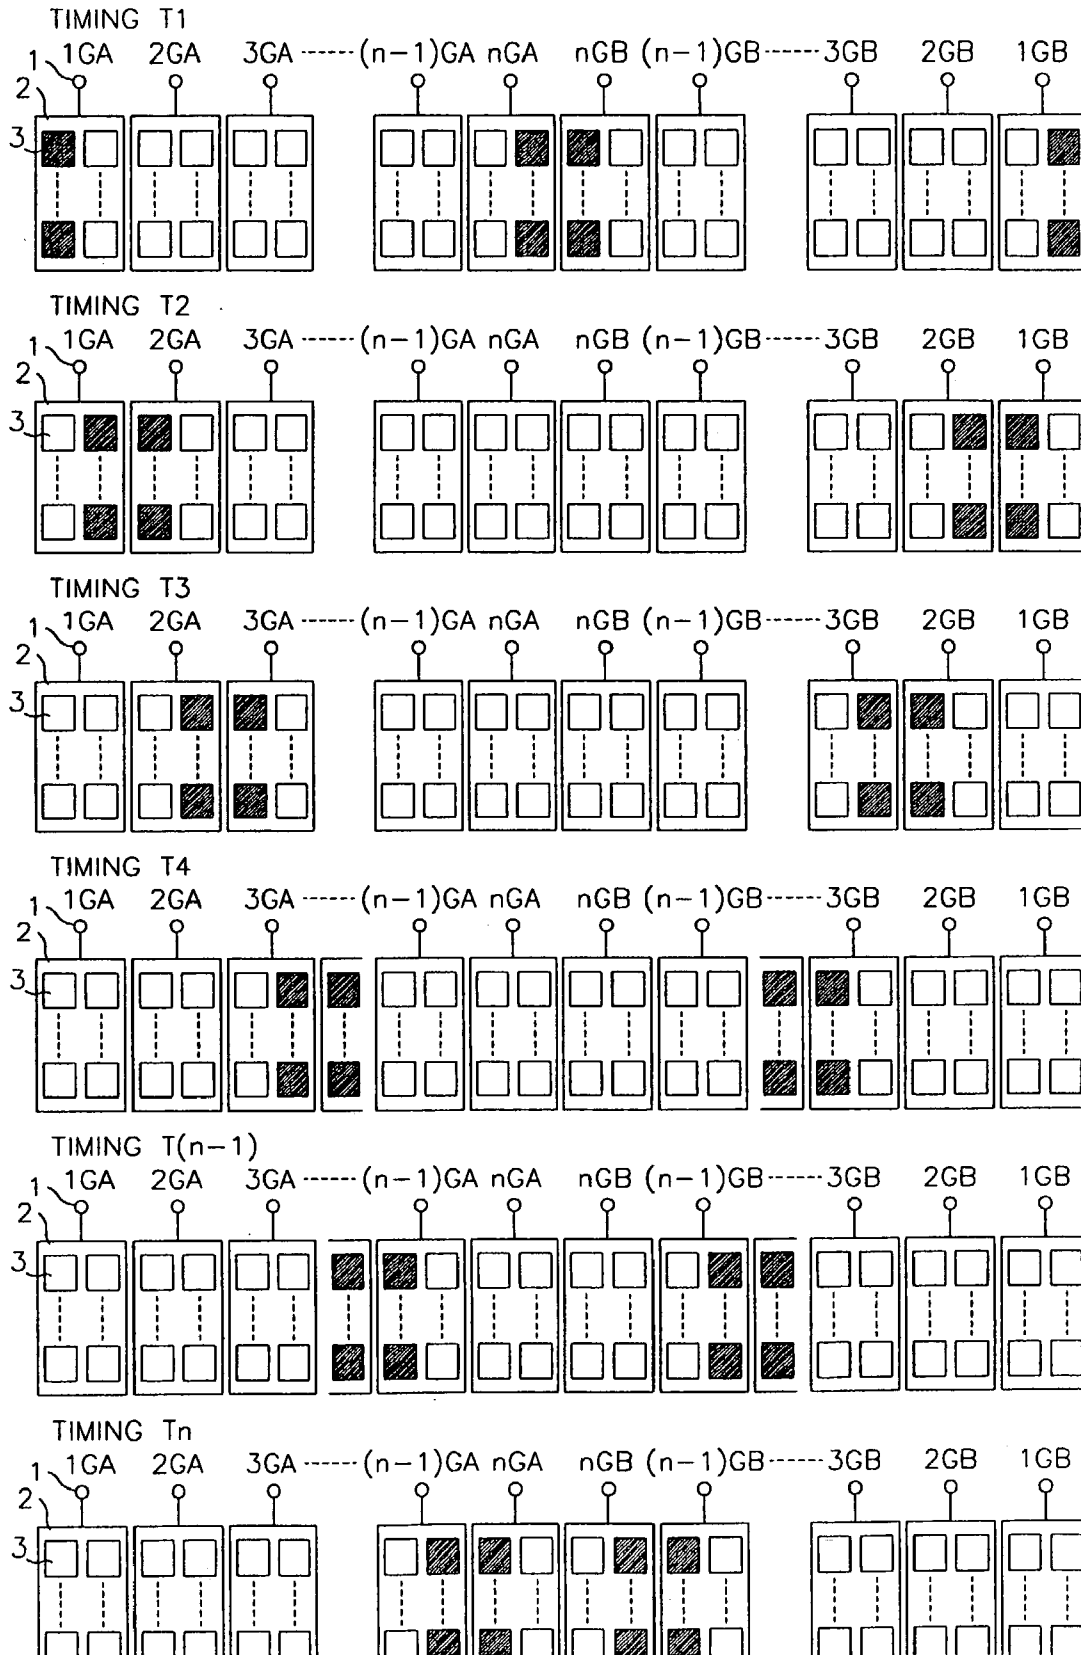 TIMING T1
1GA 2GA 3GA ------ (n-1)GA nGA nGB (n-1)GB ------ 3GB 2GB 1GB
1
2
3
TIMING T2
1GA 2GA 3GA ------ (n-1)GA nGA nGB (n-1)GB ------ 3GB 2GB 1GB
1
2
3
TIMING T3
1GA 2GA 3GA ------ (n-1)GA nGA nGB (n-1)GB ------ 3GB 2GB 1GB
1
2
3
TIMING T4
1GA 2GA 3GA ------ (n-1)GA nGA nGB (n-1)GB ------ 3GB 2GB 1GB
1
2
3
TIMING T(n-1)
1GA 2GA 3GA ------ (n-1)GA nGA nGB (n-1)GB ------ 3GB 2GB 1GB
1
2
3
TIMING Tn
1GA 2GA 3GA ------ (n-1)GA nGA nGB (n-1)GB ------ 3GB 2GB 1GB
1
2
3